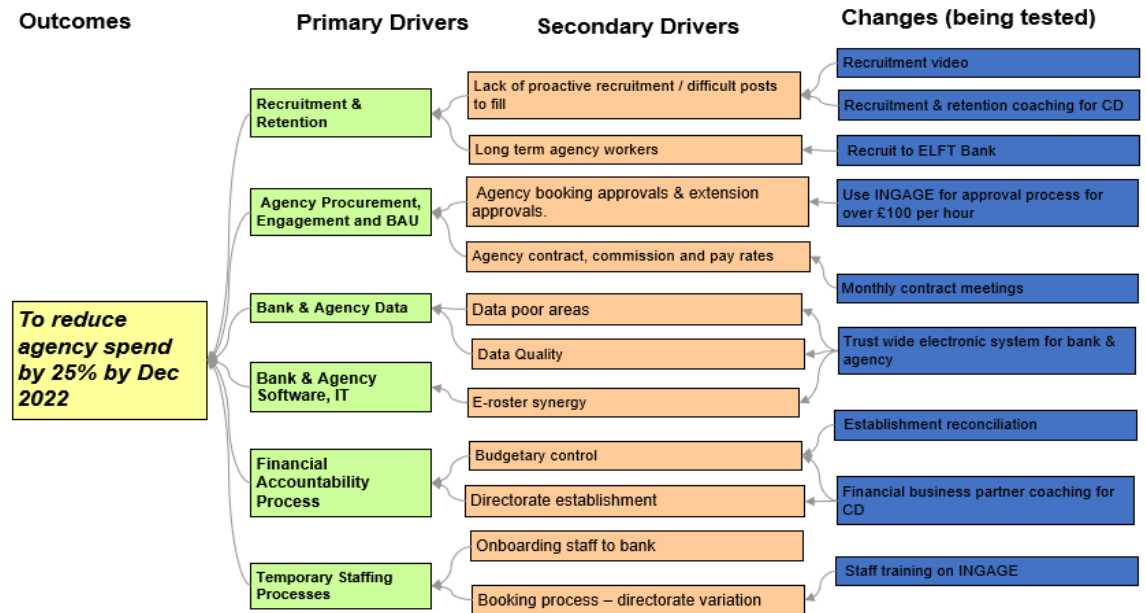 Outcomes
Primary Drivers
Secondary Drivers
Changes (being tested)
To reduce
agency spend
by 25% by Dec
2022
Recruitment &
Retention
Agency Procurement,
Engagement and BAU
Bank & Agency Data
Bank & Agency
Software, IT
Financial
Accountability
Process
Temporary Staffing
Processes
Lack of proactive recruitment / difficult posts
to fill
Long term agency workers
Agency booking approvals & extension
approvals.
Agency contract, commission and pay rates
Data poor areas
Data Quality
E-roster synergy
Budgetary control
Directorate establishment
Onboarding staff to bank
Booking process – directorate variation
Recruitment video
Recruitment & retention coaching for CD
Recruit to ELFT Bank
Use INGAGE for approval process for
over £100 per hour
Monthly contract meetings
Trust wide electronic system for bank &
agency
Establishment reconciliation
Financial business partner coaching for
CD
Staff training on INGAGE